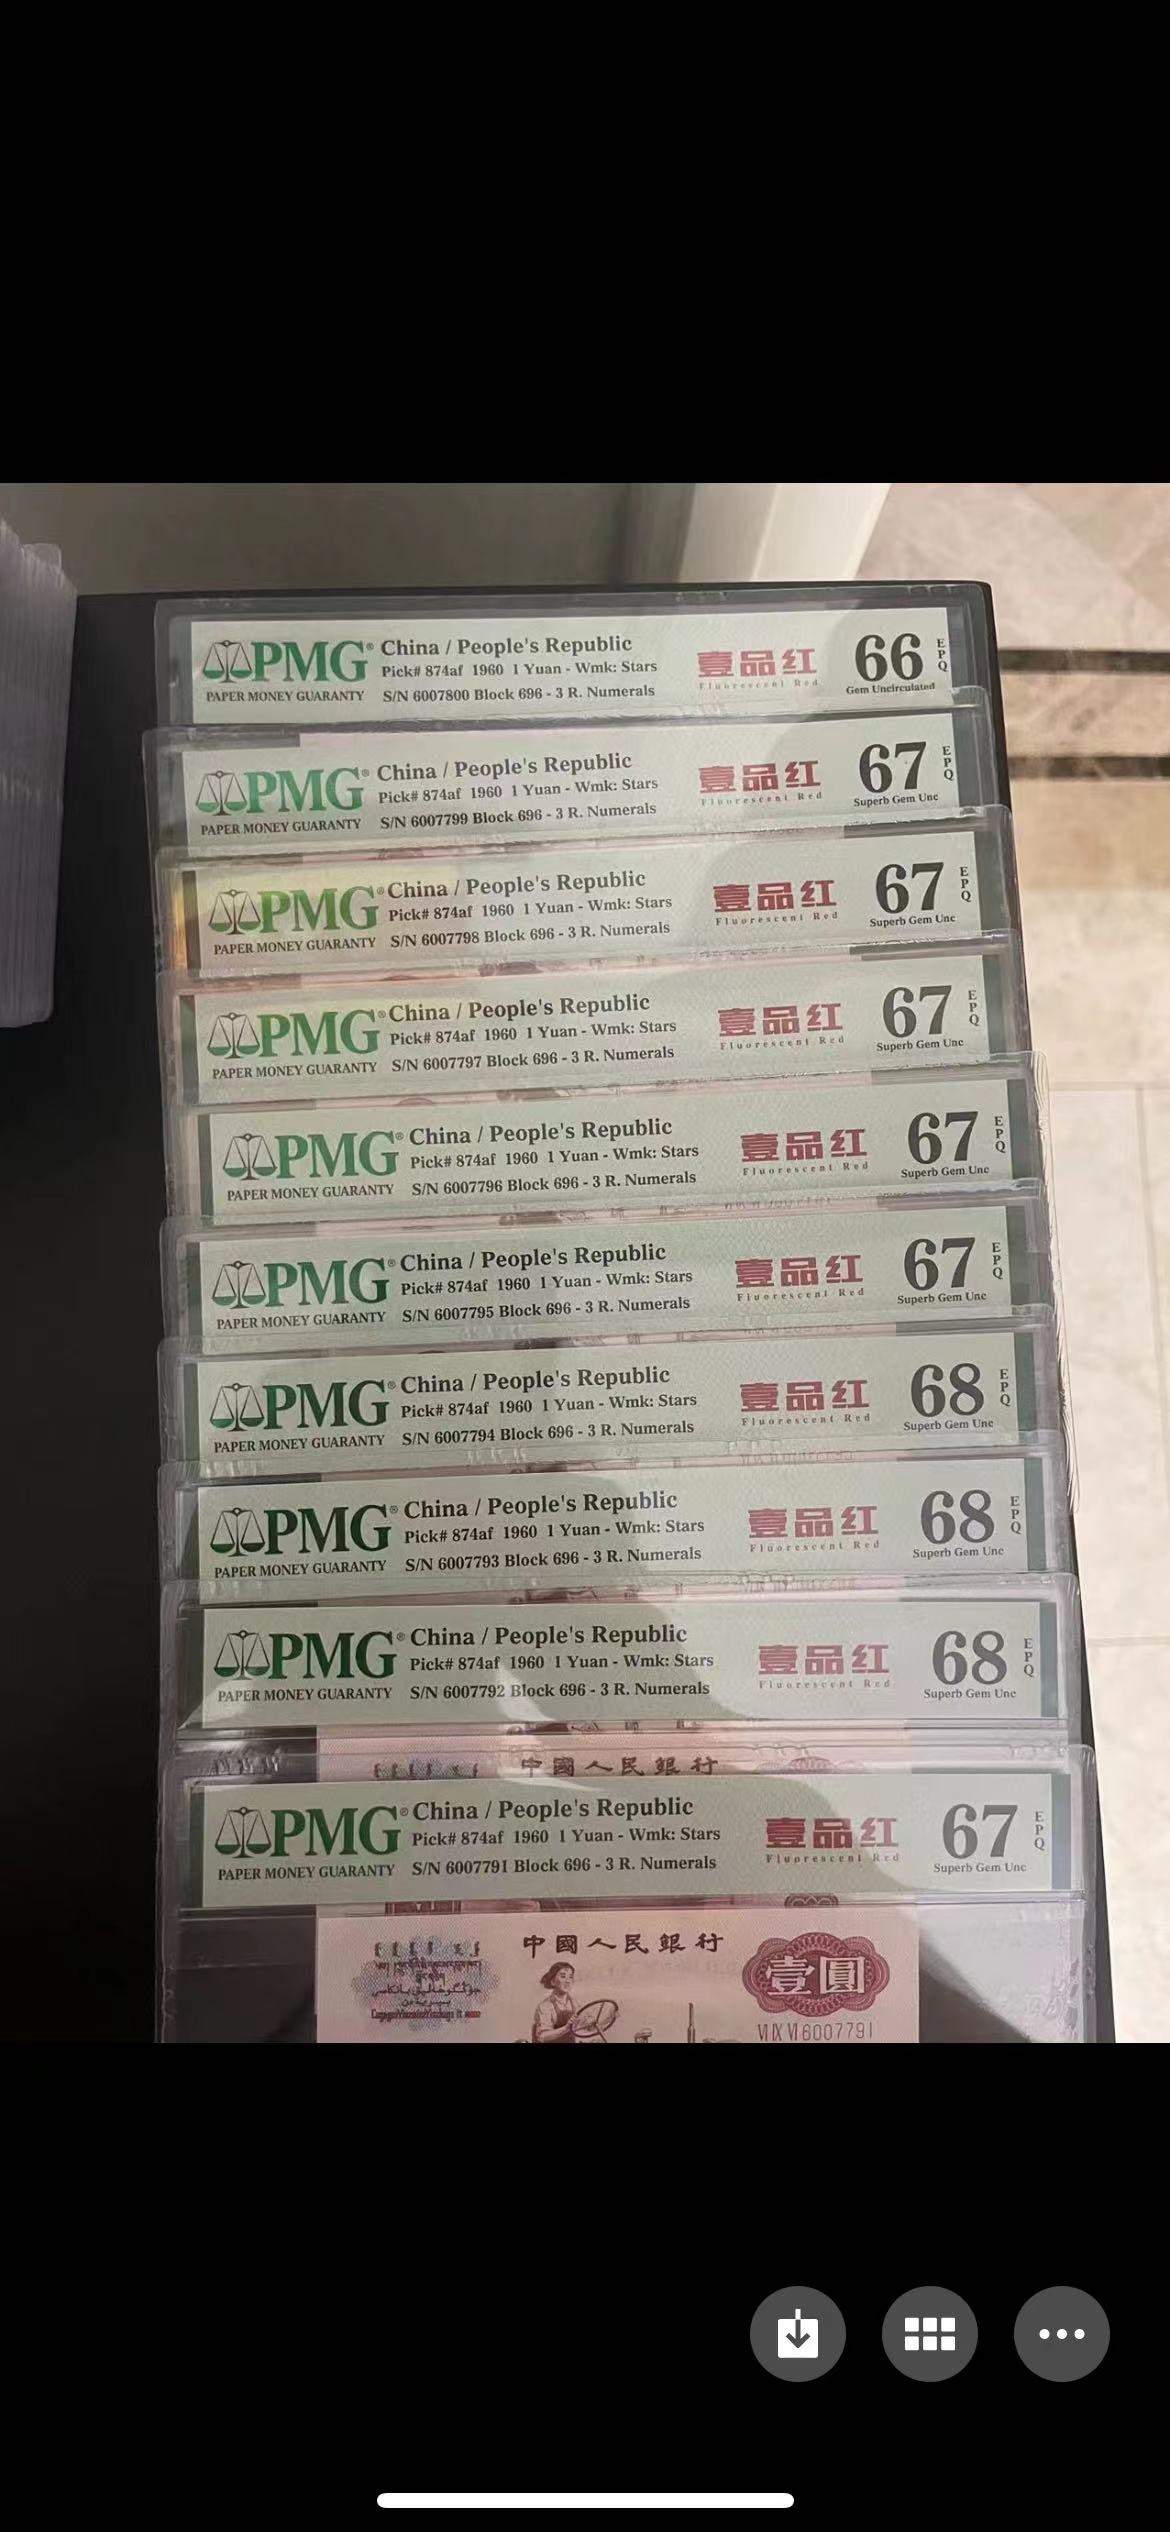 PMG® China / People's Republic
Pick# 874af 1960 1 Yuan - Wmk: Stars
PAPER MONEY GUARANTY S/N 6007800 Block 696 - 3 R. Numerals
壹品红
Fluorescent Red
66 EPQ
Gem Uncirculated
PMG® China / People's Republic
Pick# 874af 1960 1 Yuan - Wmk: Stars
PAPER MONEY GUARANTY S/N 6007799 Block 696 - 3 R. Numerals
壹品红
Fluorescent Red
67 EPQ
Superb Gem Unc
PMG® China / People's Republic
Pick# 874af 1960 1 Yuan - Wmk: Stars
PAPER MONEY GUARANTY S/N 6007798 Block 696 - 3 R. Numerals
壹品红
Fluorescent Red
67 EPQ
Superb Gem Unc
PMG® China / People's Republic
Pick# 874af 1960 1 Yuan - Wmk: Stars
PAPER MONEY GUARANTY S/N 6007797 Block 696 - 3 R. Numerals
壹品红
Fluorescent Red
67 EPQ
Superb Gem Unc
PMG® China / People's Republic
Pick# 874af 1960 1 Yuan - Wmk: Stars
PAPER MONEY GUARANTY S/N 6007796 Block 696 - 3 R. Numerals
壹品红
Fluorescent Red
67 EPQ
Superb Gem Unc
PMG® China / People's Republic
Pick# 874af 1960 1 Yuan - Wmk: Stars
PAPER MONEY GUARANTY S/N 6007795 Block 696 - 3 R. Numerals
壹品红
Fluorescent Red
67 EPQ
Superb Gem Unc
PMG® China / People's Republic
Pick# 874af 1960 1 Yuan - Wmk: Stars
PAPER MONEY GUARANTY S/N 6007794 Block 696 - 3 R. Numerals
壹品红
Fluorescent Red
68 EPQ
Superb Gem Unc
PMG® China / People's Republic
Pick# 874af 1960 1 Yuan - Wmk: Stars
PAPER MONEY GUARANTY S/N 6007793 Block 696 - 3 R. Numerals
壹品红
Fluorescent Red
68 EPQ
Superb Gem Unc
PMG® China / People's Republic
Pick# 874af 1960 1 Yuan - Wmk: Stars
PAPER MONEY GUARANTY S/N 6007792 Block 696 - 3 R. Numerals
壹品红
Fluorescent Red
68 EPQ
Superb Gem Unc
中國人民銀行
PMG® China / People's Republic
Pick# 874af 1960 1 Yuan - Wmk: Stars
PAPER MONEY GUARANTY S/N 6007791 Block 696 - 3 R. Numerals
壹品红
Fluorescent Red
67 EPQ
Superb Gem Unc
中國人民銀行
壹圓
VI IX VI 6007791